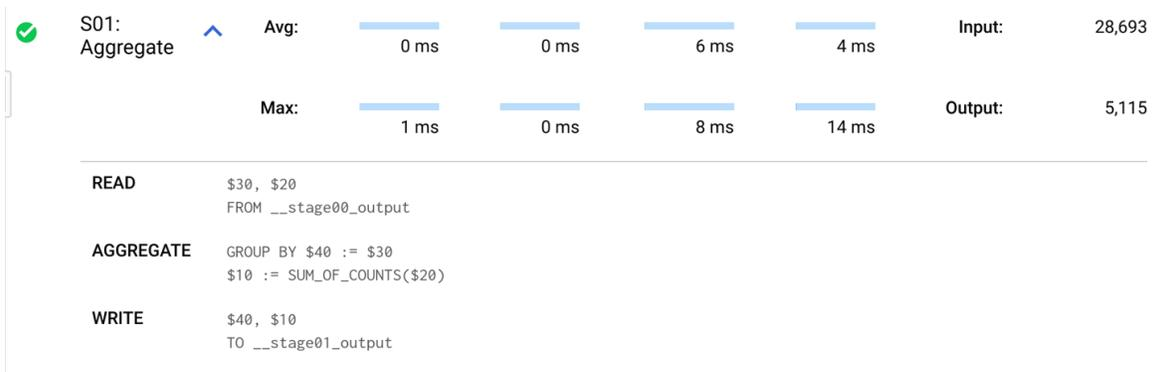 S01:
Aggregate
Avg:
0 ms 0 ms 6 ms 4 ms
Input: 28,693
Max:
1 ms 0 ms 8 ms 14 ms
Output: 5,115
READ $30, $20
FROM __stage00_output
AGGREGATE GROUP BY $40 := $30
$10 := SUM_OF_COUNTS($20)
WRITE $40, $10
TO __stage01_output